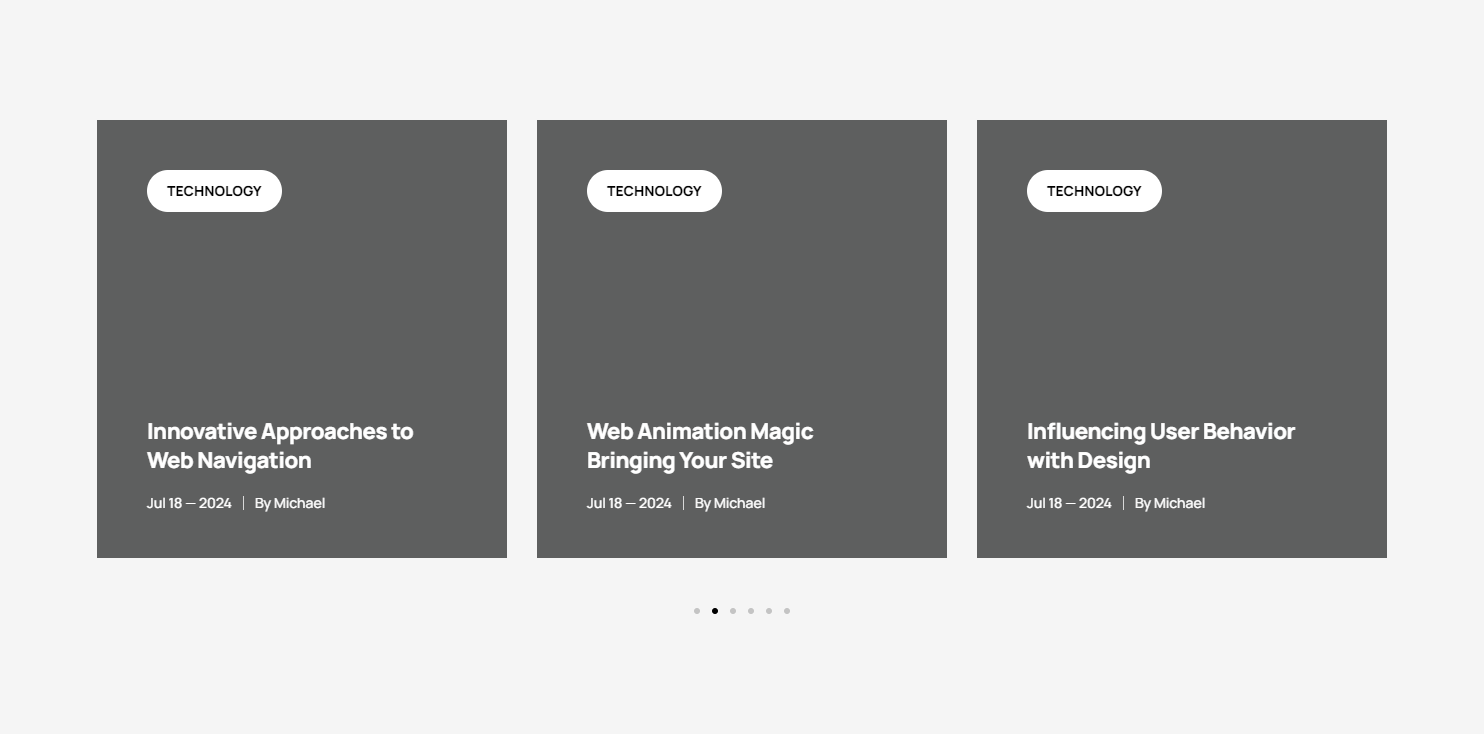 TECHNOLOGY
Innovative Approaches to
Web Navigation
Jul 18 — 2024 | By Michael
TECHNOLOGY
Web Animation Magic
Bringing Your Site
Jul 18 — 2024 | By Michael
TECHNOLOGY
Influencing User Behavior
with Design
Jul 18 — 2024 | By Michael